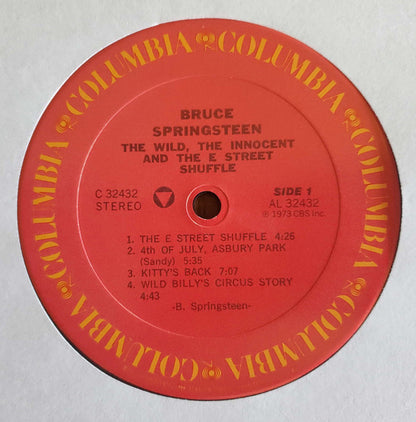 COLUMBIA COLUMBIA COLUMBIA COLUMBIA COLUMBIA COLUMBIA
BRUCE
SPRINGSTEEN
THE WILD, THE INNOCENT
AND THE E STREET
SHUFFLE
C 32432
STEREO
SIDE 1
AL 32432
℗ 1973 CBS Inc.
1. THE E STREET SHUFFLE 4:26
2. 4th OF JULY, ASBURY PARK
(Sandy) 5:35
3. KITTY'S BACK 7:07
4. WILD BILLY'S CIRCUS STORY
4:43
-B. Springsteen-